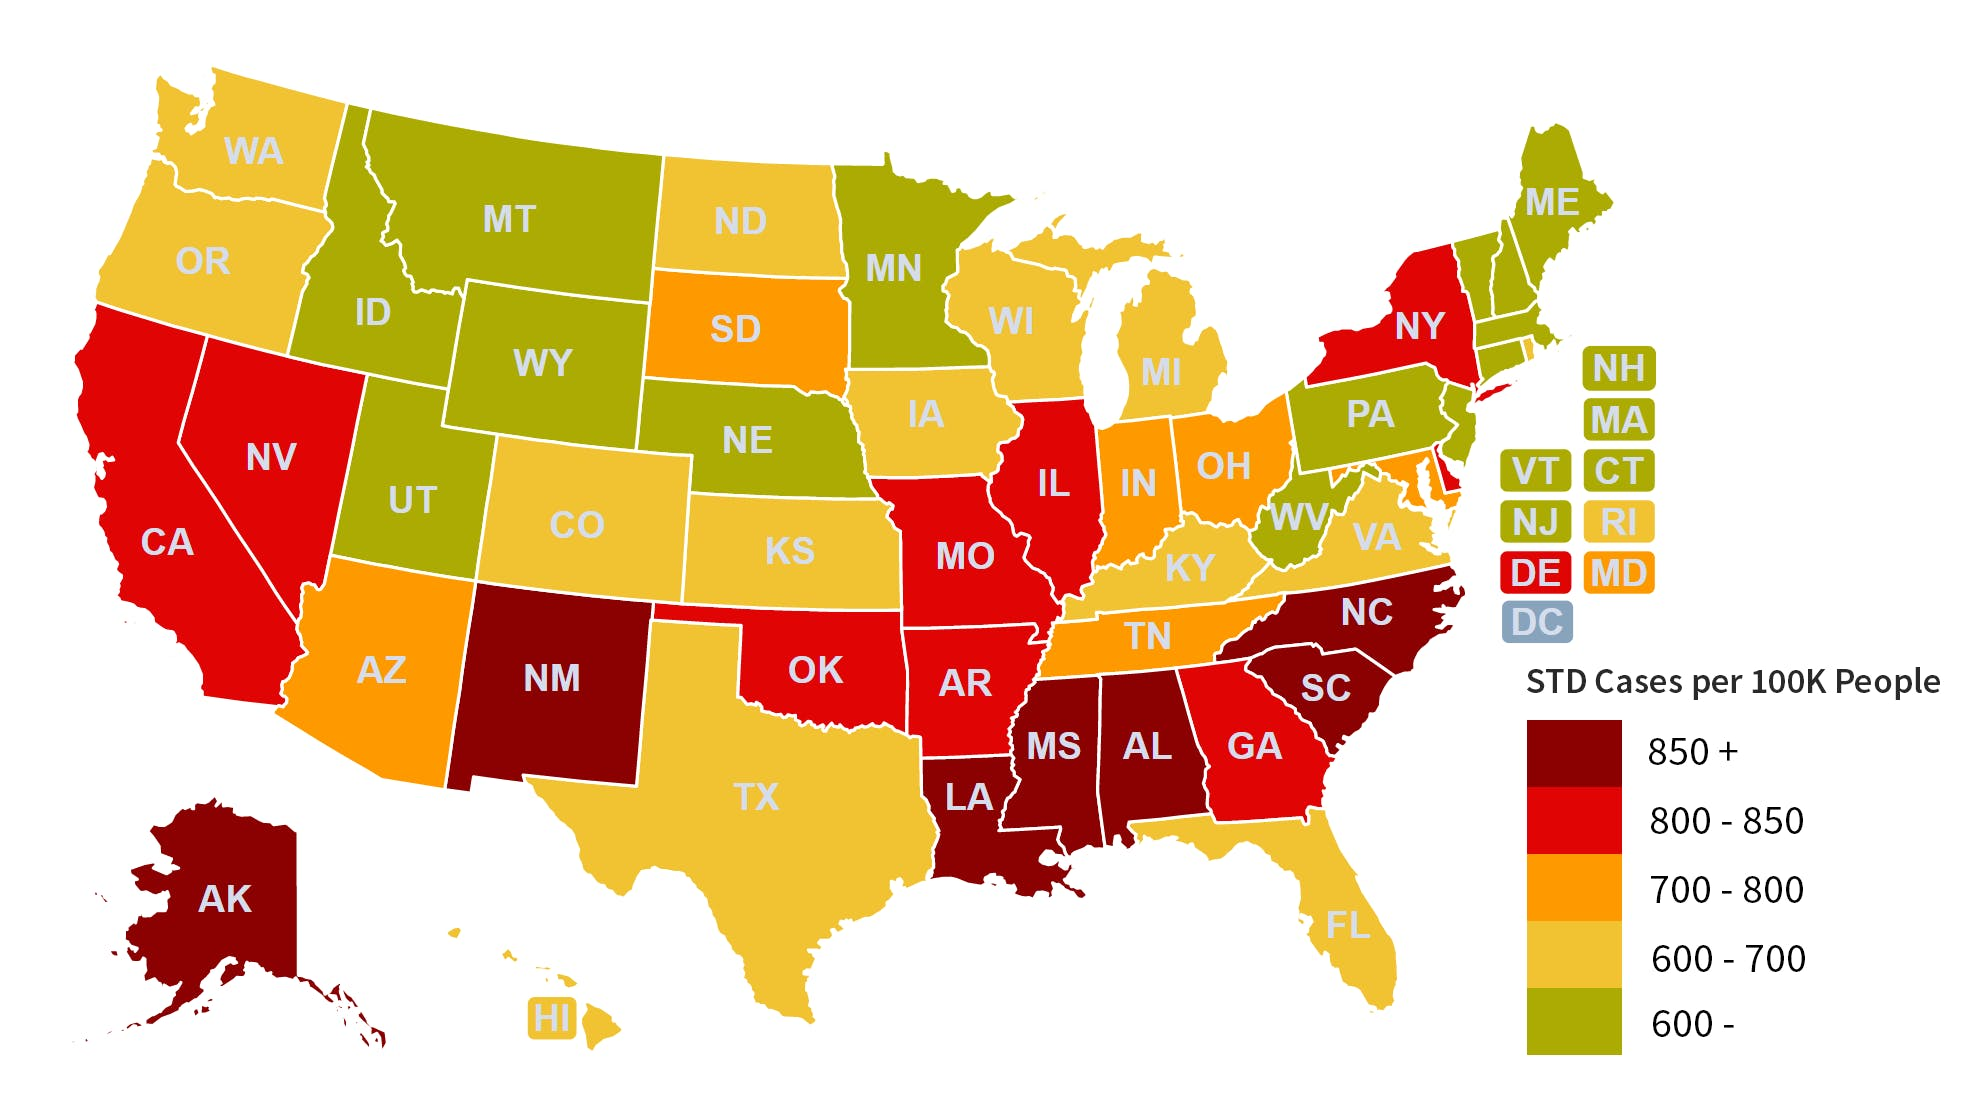 WA
MT
ND
MN
ME
OR
ID
WY
SD
WI
MI
NY
NH
MA
VT
CT
NJ
RI
DE
MD
DC
NV
UT
NE
IA
PA
CA
CO
KS
MO
IL
IN
OH
WV
VA
KY
NC
TN
AZ
NM
OK
AR
SC
MS
AL
GA
LA
TX
FL
AK
HI
STD Cases per 100K People
850 +
800 - 850
700 - 800
600 - 700
600 -